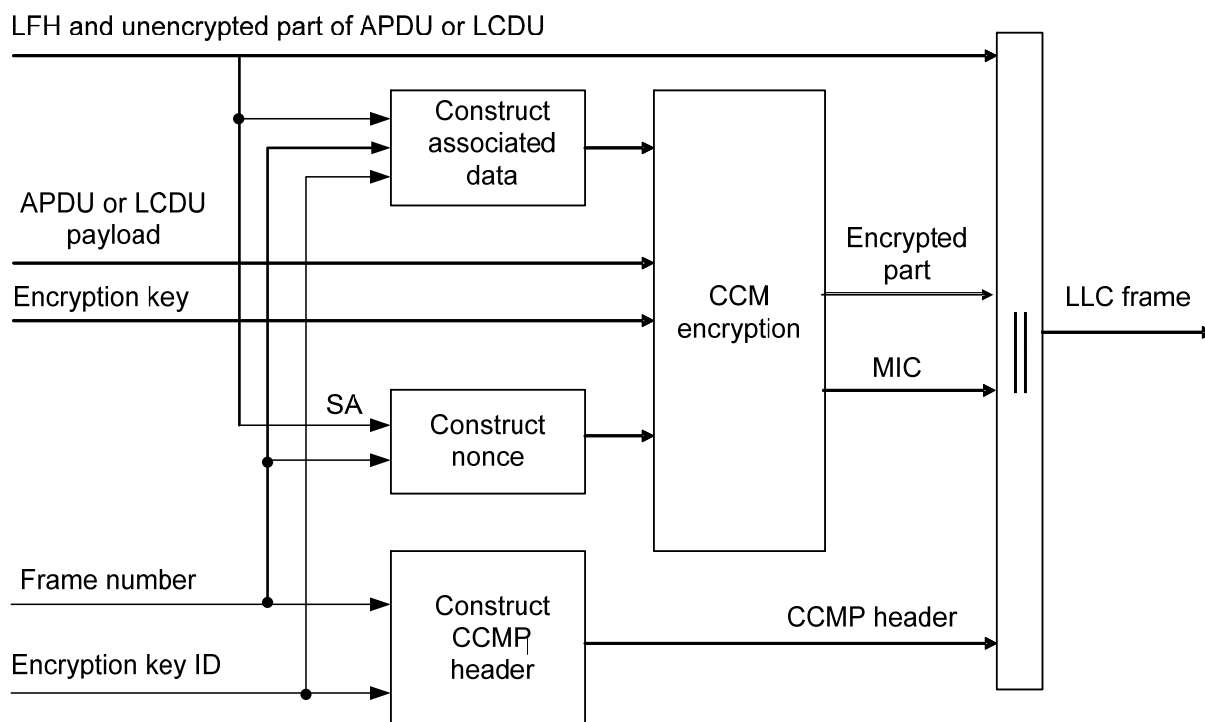 LFH and unencrypted part of APDU or LCDU
Construct
associated
data
APDU or LCDU
payload
Encryption key
CCM
encryption
Encrypted
part
MIC
||
LLC frame
SA
Construct
nonce
Frame number
Encryption key ID
Construct
CCMP
header
CCMP header